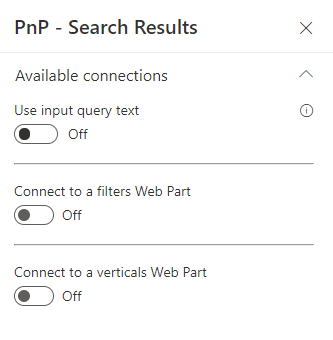 PnP - Search Results
Available connections
Use input query text
Off
Connect to a filters Web Part
Off
Connect to a verticals Web Part
Off